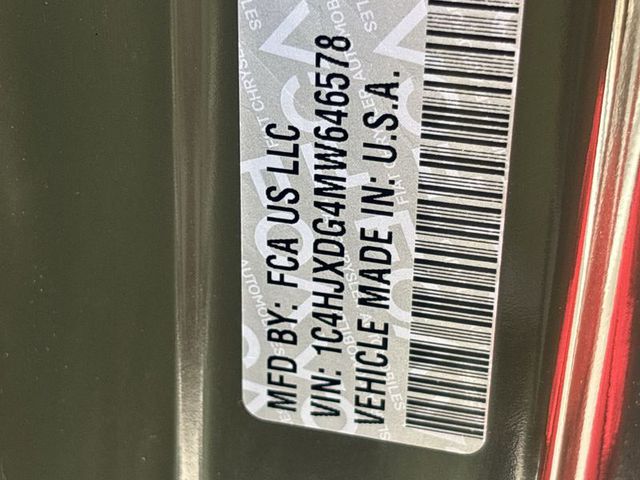 MFD BY: FCA US LLC
VIN: 1C4HJXDG4MW646578
VEHICLE MADE IN: U.S.A.